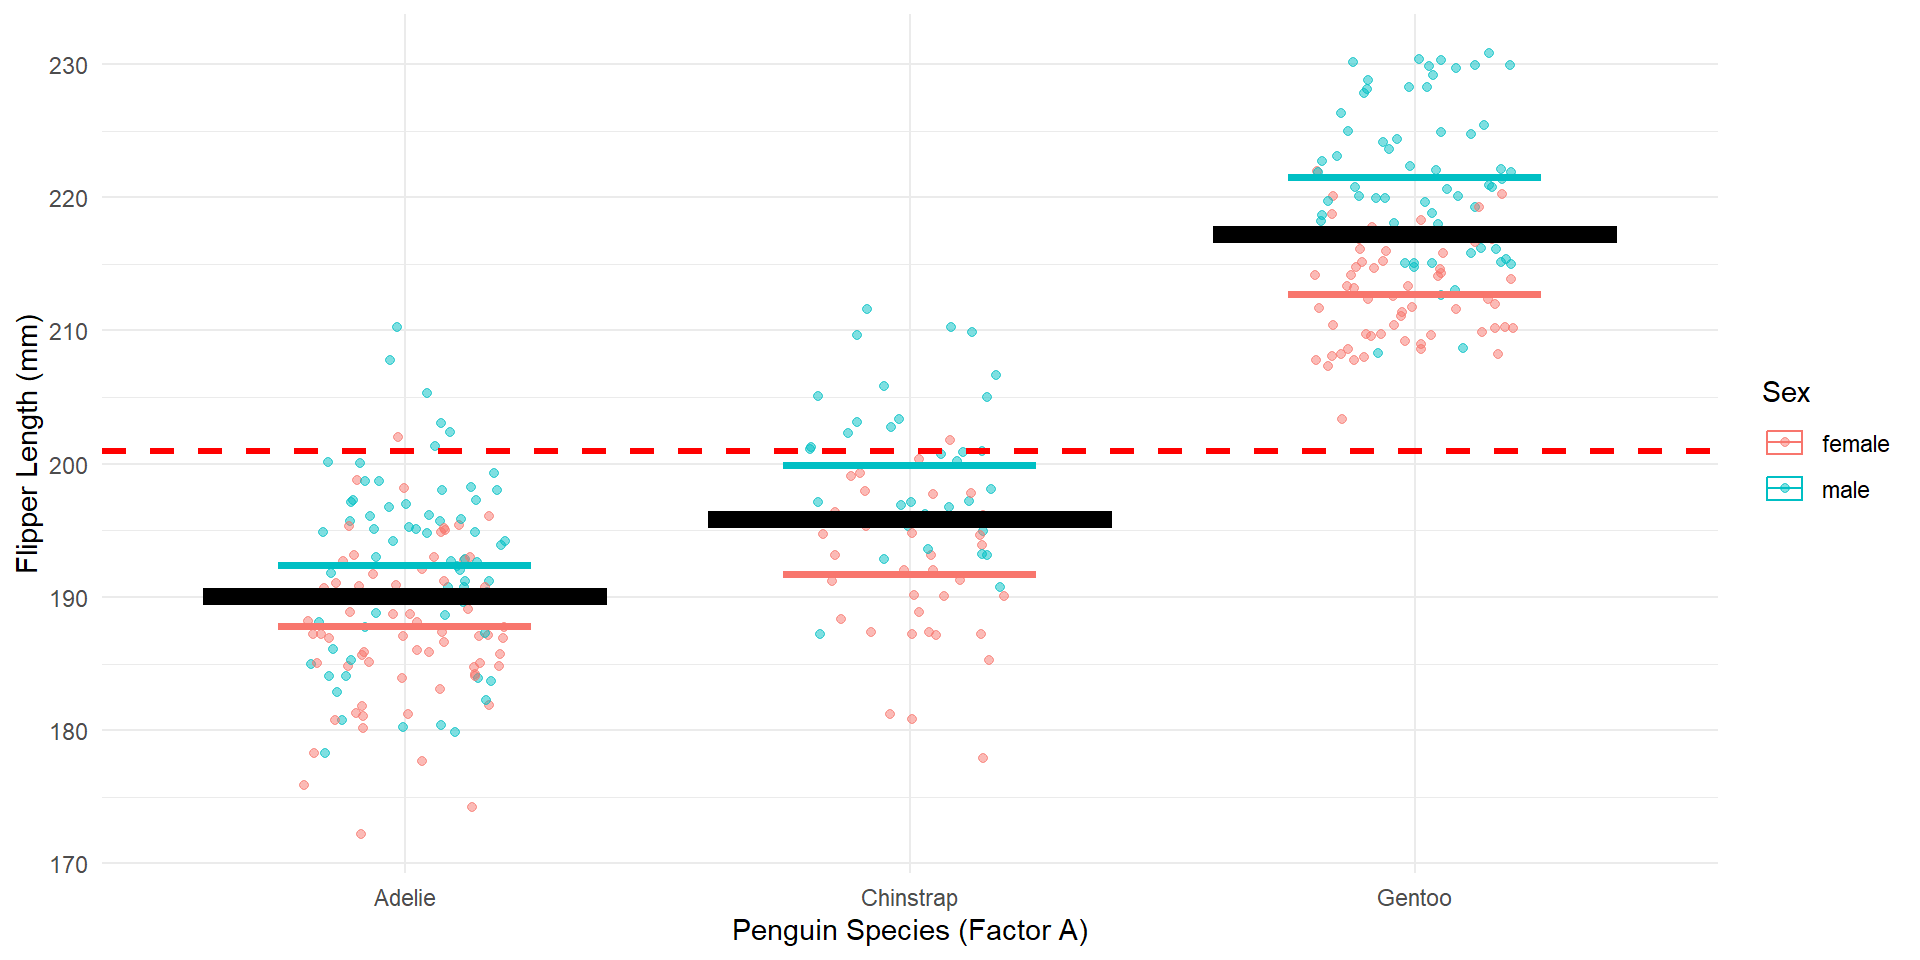 Flipper Length (mm)
230
220
210
200
190
180
170
Adelie
Chinstrap
Gentoo
Penguin Species (Factor A)
Sex
female
male